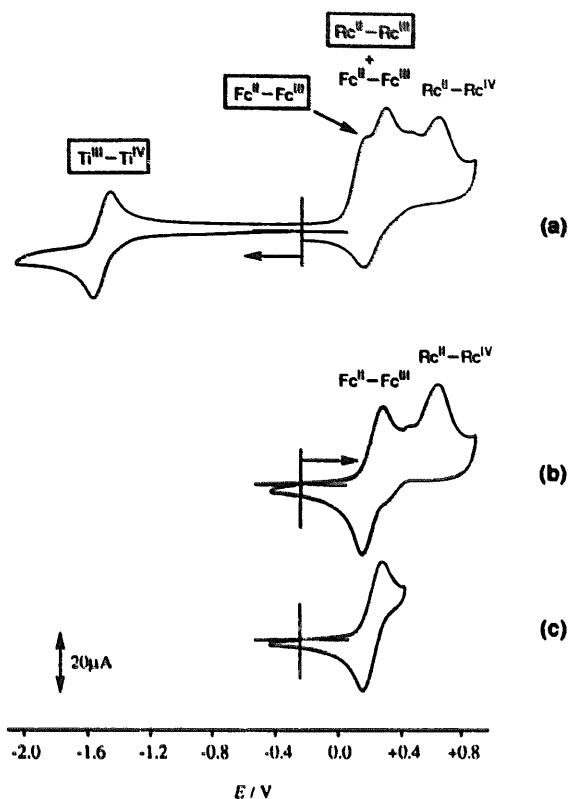 Rc^II–Rc^III
+
Fc^II–Fc^III
Rc^II–Rc^IV
Fc^II–Fc^III
Ti^III–Ti^IV
(a)
Rc^II–Rc^IV
Fc^II–Fc^III
(b)
(c)
20µA
-2.0 -1.6 -1.2 -0.8 -0.4 0.0 +0.4 +0.8
E / V